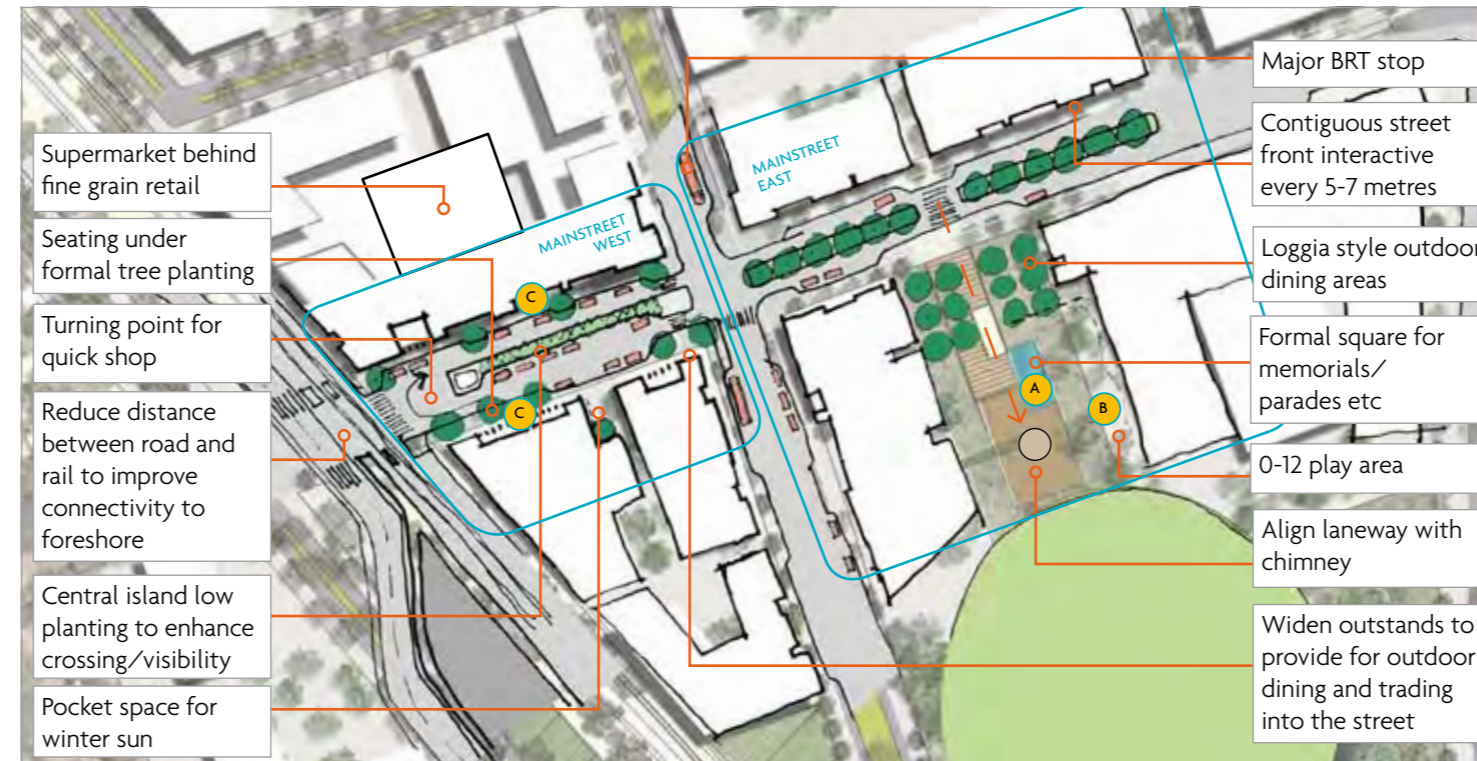 Supermarket behind
fine grain retail
Seating under
formal tree planting
Turning point for
quick shop
Reduce distance
between road and
rail to improve
connectivity to
foreshore
Central island low
planting to enhance
crossing/visibility
Pocket space for
winter sun
MAINSTREET
WEST
MAINSTREET
EAST
C
C
A
B
Major BRT stop
Contiguous street
front interactive
every 5-7 metres
Loggia style outdoor
dining areas
Formal square for
memorials/
parades etc
0-12 play area
Align laneway with
chimney
Widen outstands to
provide for outdoor
dining and trading
into the street